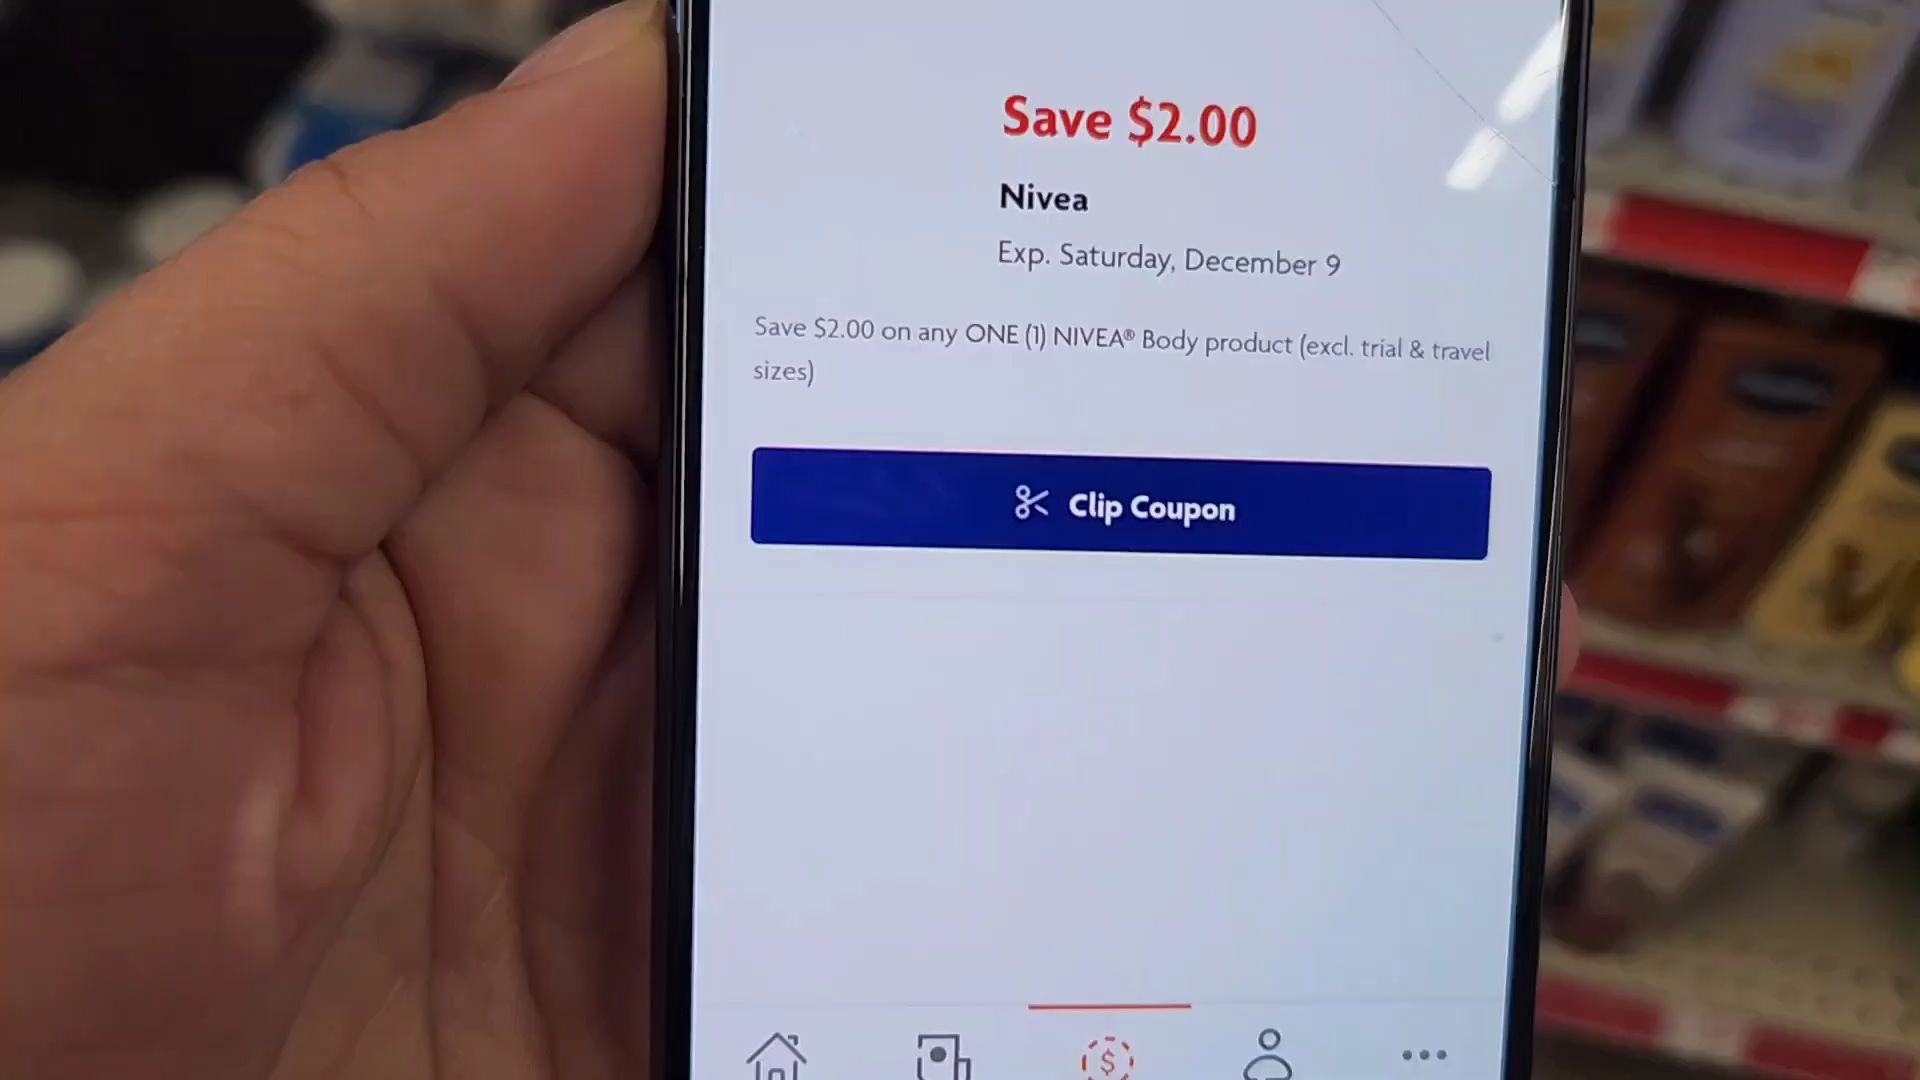 Save $2.00
Nivea
Exp. Saturday, December 9
Save $2.00 on any ONE (1) NIVEA® Body product (excl. trial & travel
sizes)
Clip Coupon
$